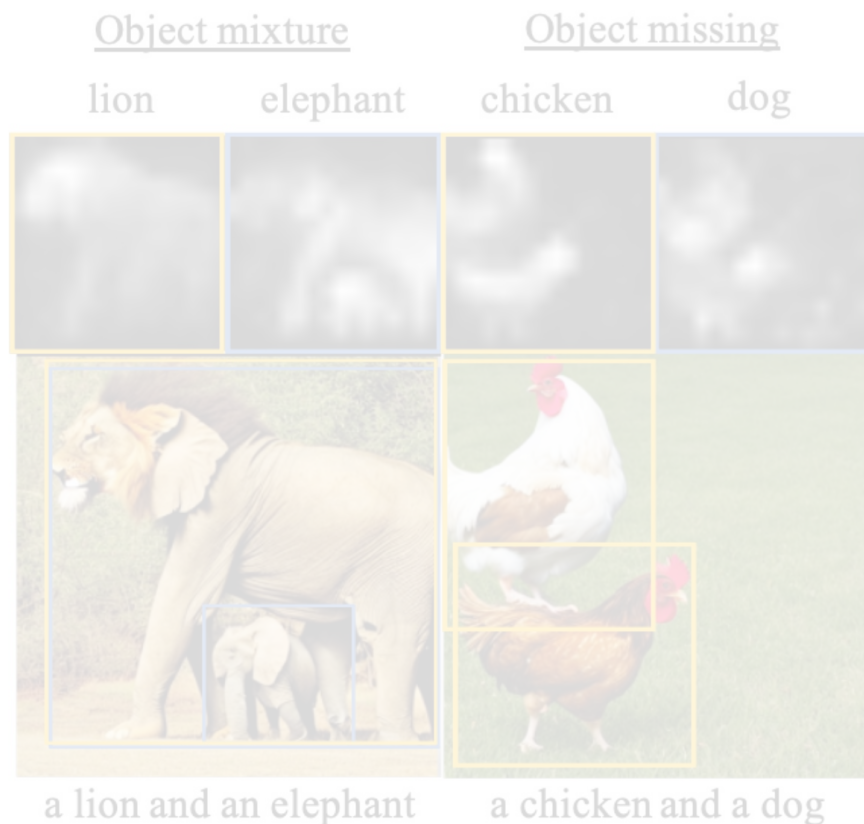 Object mixture Object missing
lion elephant chicken dog
a lion and an elephant a chicken and a dog